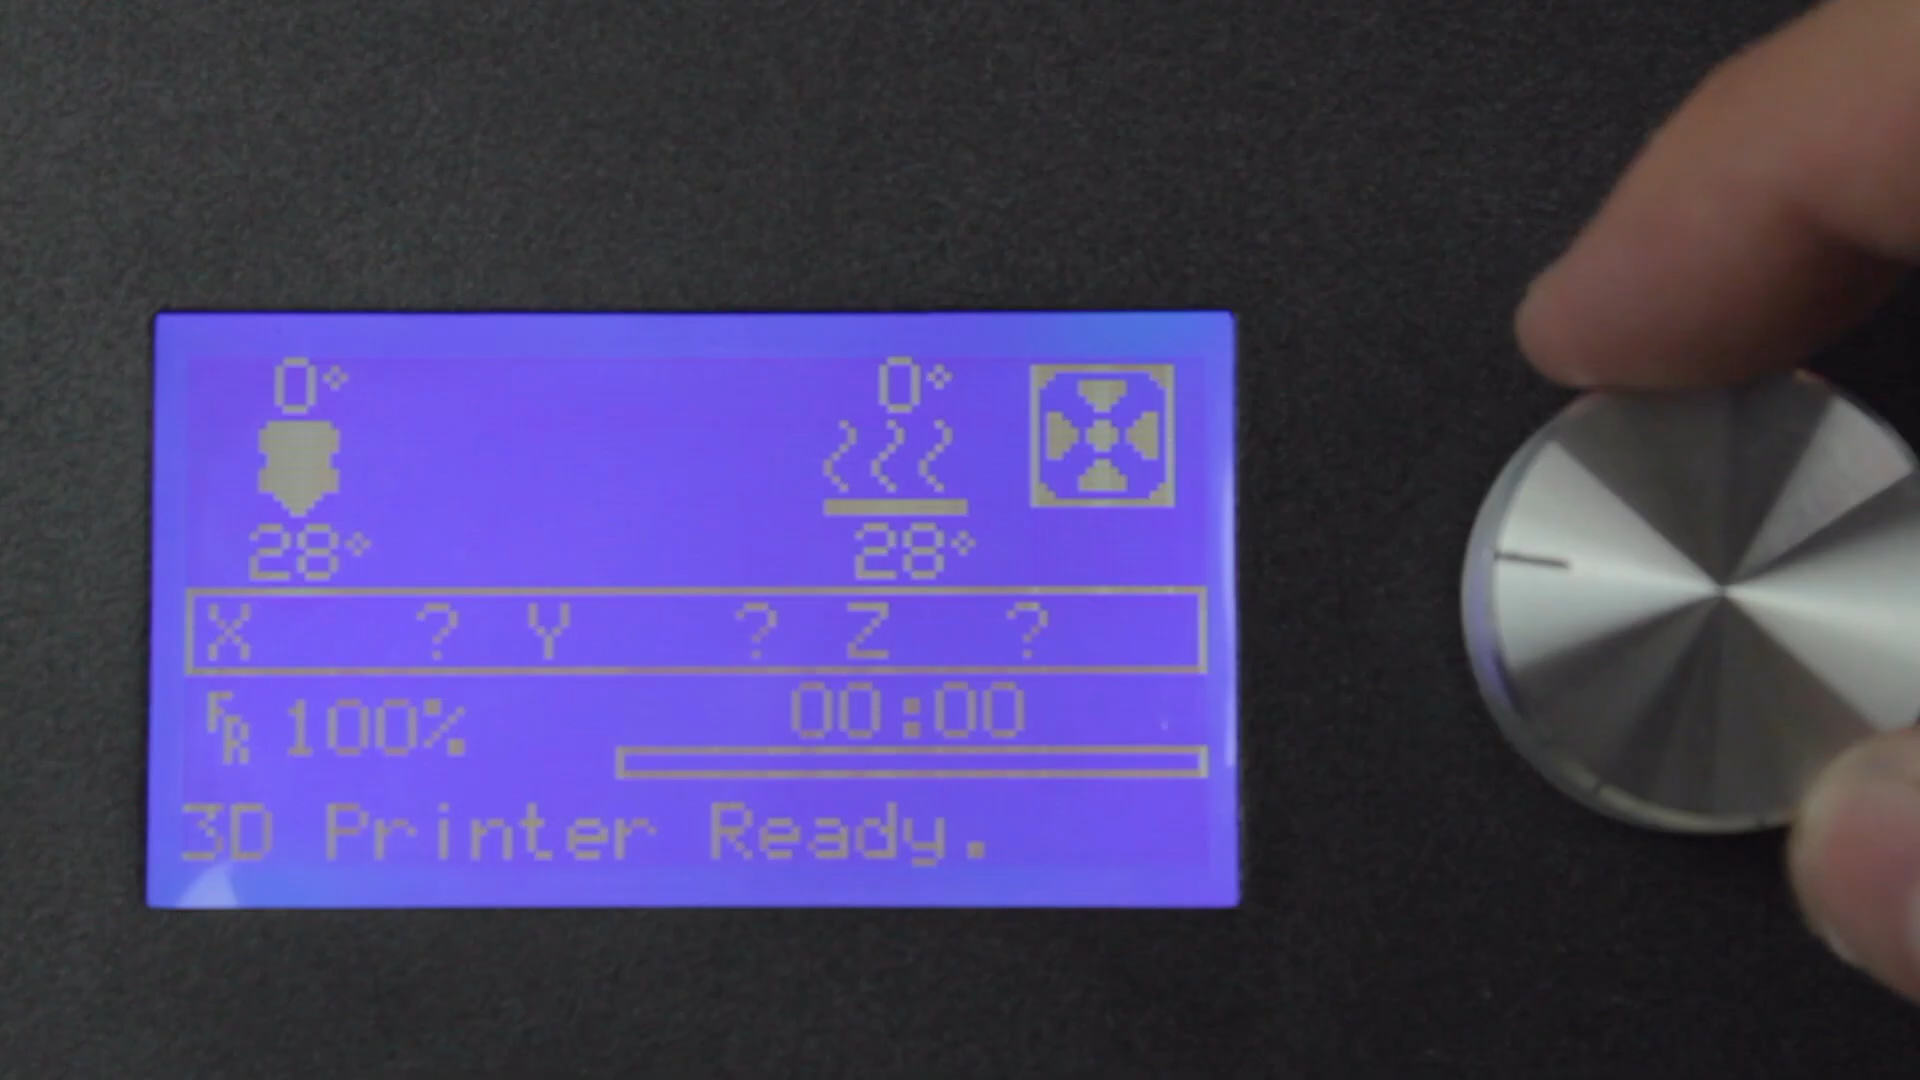 0° 0°
28° 28°
X ? Y ? Z ?
FR 100% 00:00
3D Printer Ready.